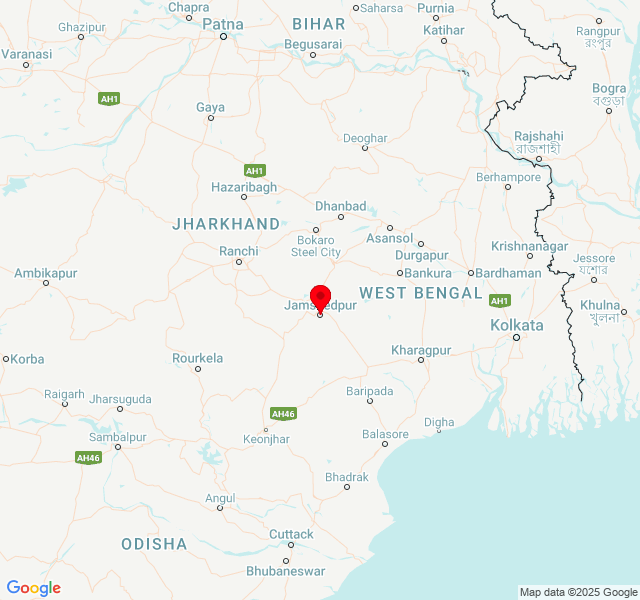 Saharsa
Purnia
Chapra
BIHAR
Ghazipur
Patna
Rangpur
রংপুর
Katihar
Begusarai
Varanasi
Bogra
বগুড়া
AH1
Gaya
Deoghar
Rajshahi
রাজশাহী
AH1
Berhampore
Hazaribagh
Dhanbad
JHARKHAND
Bokaro
Steel City
Asansol
Durgapur
Krishnanagar
Ranchi
Jessore
যশোর
Ambikapur
Bankura
Bardhaman
WEST BENGAL
AH1
Khulna
খুলনা
Kolkata
Korba
Rourkela
Kharagpur
Raigarh
Jharsuguda
Baripada
AH46
Digha
Sambalpur
Keonjhar
Balasore
AH46
Bhadrak
Angul
Cuttack
ODISHA
Bhubaneswar
Google
Map data ©2025 Google